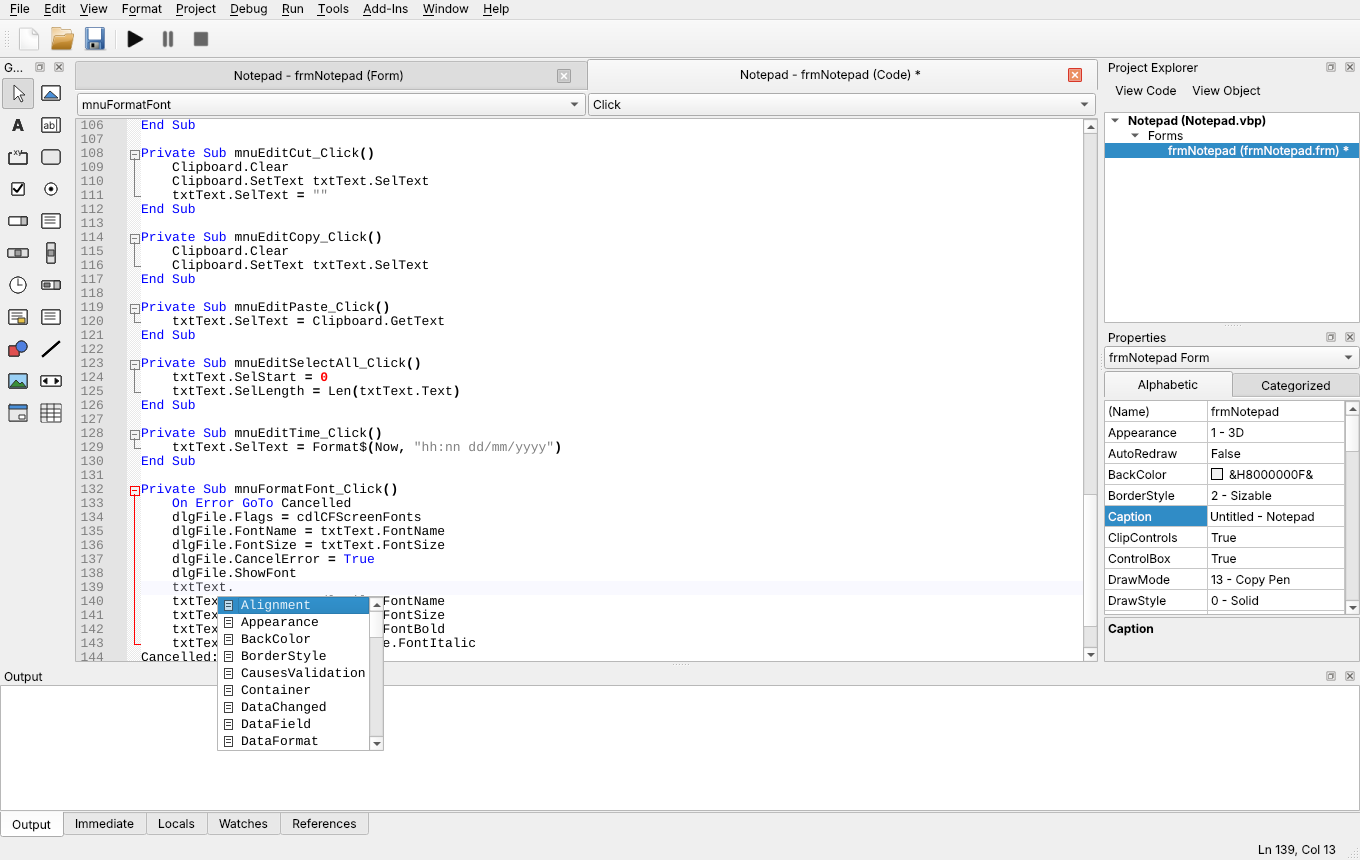 File Edit View Format Project Debug Run Tools Add-Ins Window Help
G...
A
ab
xy
Notepad - frmNotepad (Form)
Notepad - frmNotepad (Code) *
mnuFormatFont
Click
106 End Sub
107
108 Private Sub mnuEditCut_Click()
109 Clipboard.Clear
110 Clipboard.SetText txtText.SelText
111 txtText.SelText = ""
112 End Sub
113
114 Private Sub mnuEditCopy_Click()
115 Clipboard.Clear
116 Clipboard.SetText txtText.SelText
117 End Sub
118
119 Private Sub mnuEditPaste_Click()
120 txtText.SelText = Clipboard.GetText
121 End Sub
122
123 Private Sub mnuEditSelectAll_Click()
124 txtText.SelStart = 0
125 txtText.SelLength = Len(txtText.Text)
126 End Sub
127
128 Private Sub mnuEditTime_Click()
129 txtText.SelText = Format$(Now, "hh:nn dd/mm/yyyy")
130 End Sub
131
132 Private Sub mnuFormatFont_Click()
133 On Error GoTo Cancelled
134 dlgFile.Flags = cdlCFScreenFonts
135 dlgFile.FontName = txtText.FontName
136 dlgFile.FontSize = txtText.FontSize
137 dlgFile.CancelError = True
138 dlgFile.ShowFont
139 txtText.
140 txtTex FontName
141 txtTex FontSize
142 txtTex FontBold
143 txtTex e.FontItalic
144 Cancelled:
Alignment
Appearance
BackColor
BorderStyle
CausesValidation
Container
DataChanged
DataField
DataFormat
Project Explorer
View Code View Object
Notepad (Notepad.vbp)
Forms
frmNotepad (frmNotepad.frm) *
Properties
frmNotepad Form
Alphabetic Categorized
(Name) frmNotepad
Appearance 1 - 3D
AutoRedraw False
BackColor &H8000000F&
BorderStyle 2 - Sizable
Caption Untitled - Notepad
ClipControls True
ControlBox True
DrawMode 13 - Copy Pen
DrawStyle 0 - Solid
Caption
Output
Output Immediate Locals Watches References
Ln 139, Col 13